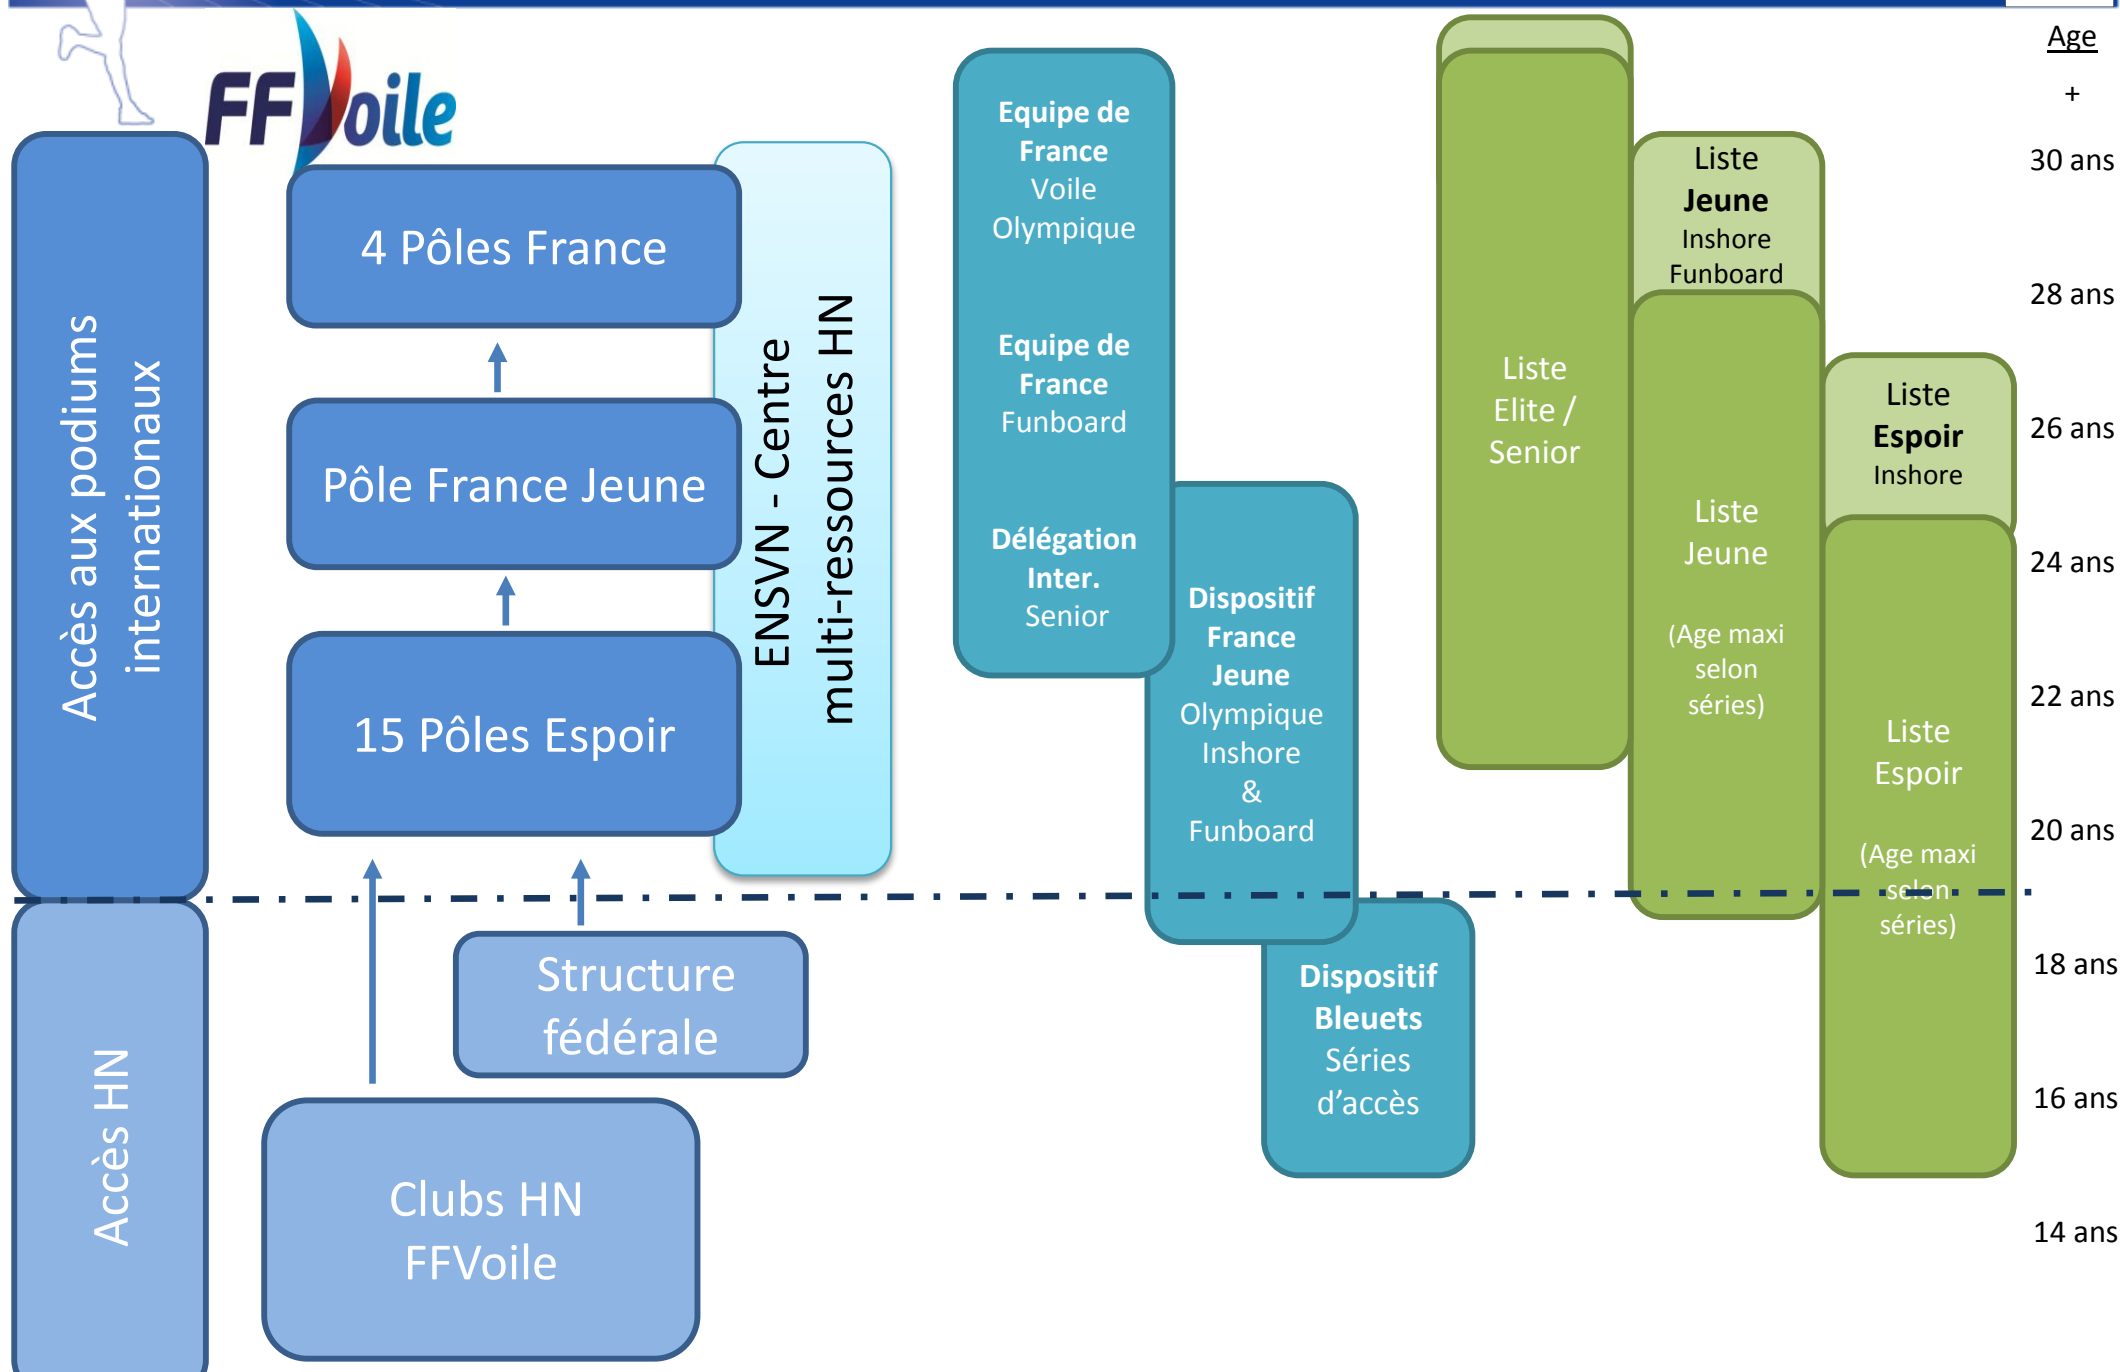 FFVoile
Accès aux podiums
internationaux
Accès HN
4 Pôles France
Pôle France Jeune
15 Pôles Espoir
ENSVN - Centre
multi-ressources HN
Structure
fédérale
Clubs HN
FFVoile
Equipe de
France
Voile
Olympique
Equipe de
France
Funboard
Délégation
Inter.
Senior
Dispositif
France
Jeune
Olympique
Inshore
&
Funboard
Dispositif
Bleuets
Séries
d’accès
Liste
Elite /
Senior
Liste
Jeune
Inshore
Funboard
Liste
Jeune
(Age maxi
selon
séries)
Liste
Espoir
Inshore
Liste
Espoir
(Age maxi
selon
séries)
Age
+
30 ans
28 ans
26 ans
24 ans
22 ans
20 ans
18 ans
16 ans
14 ans